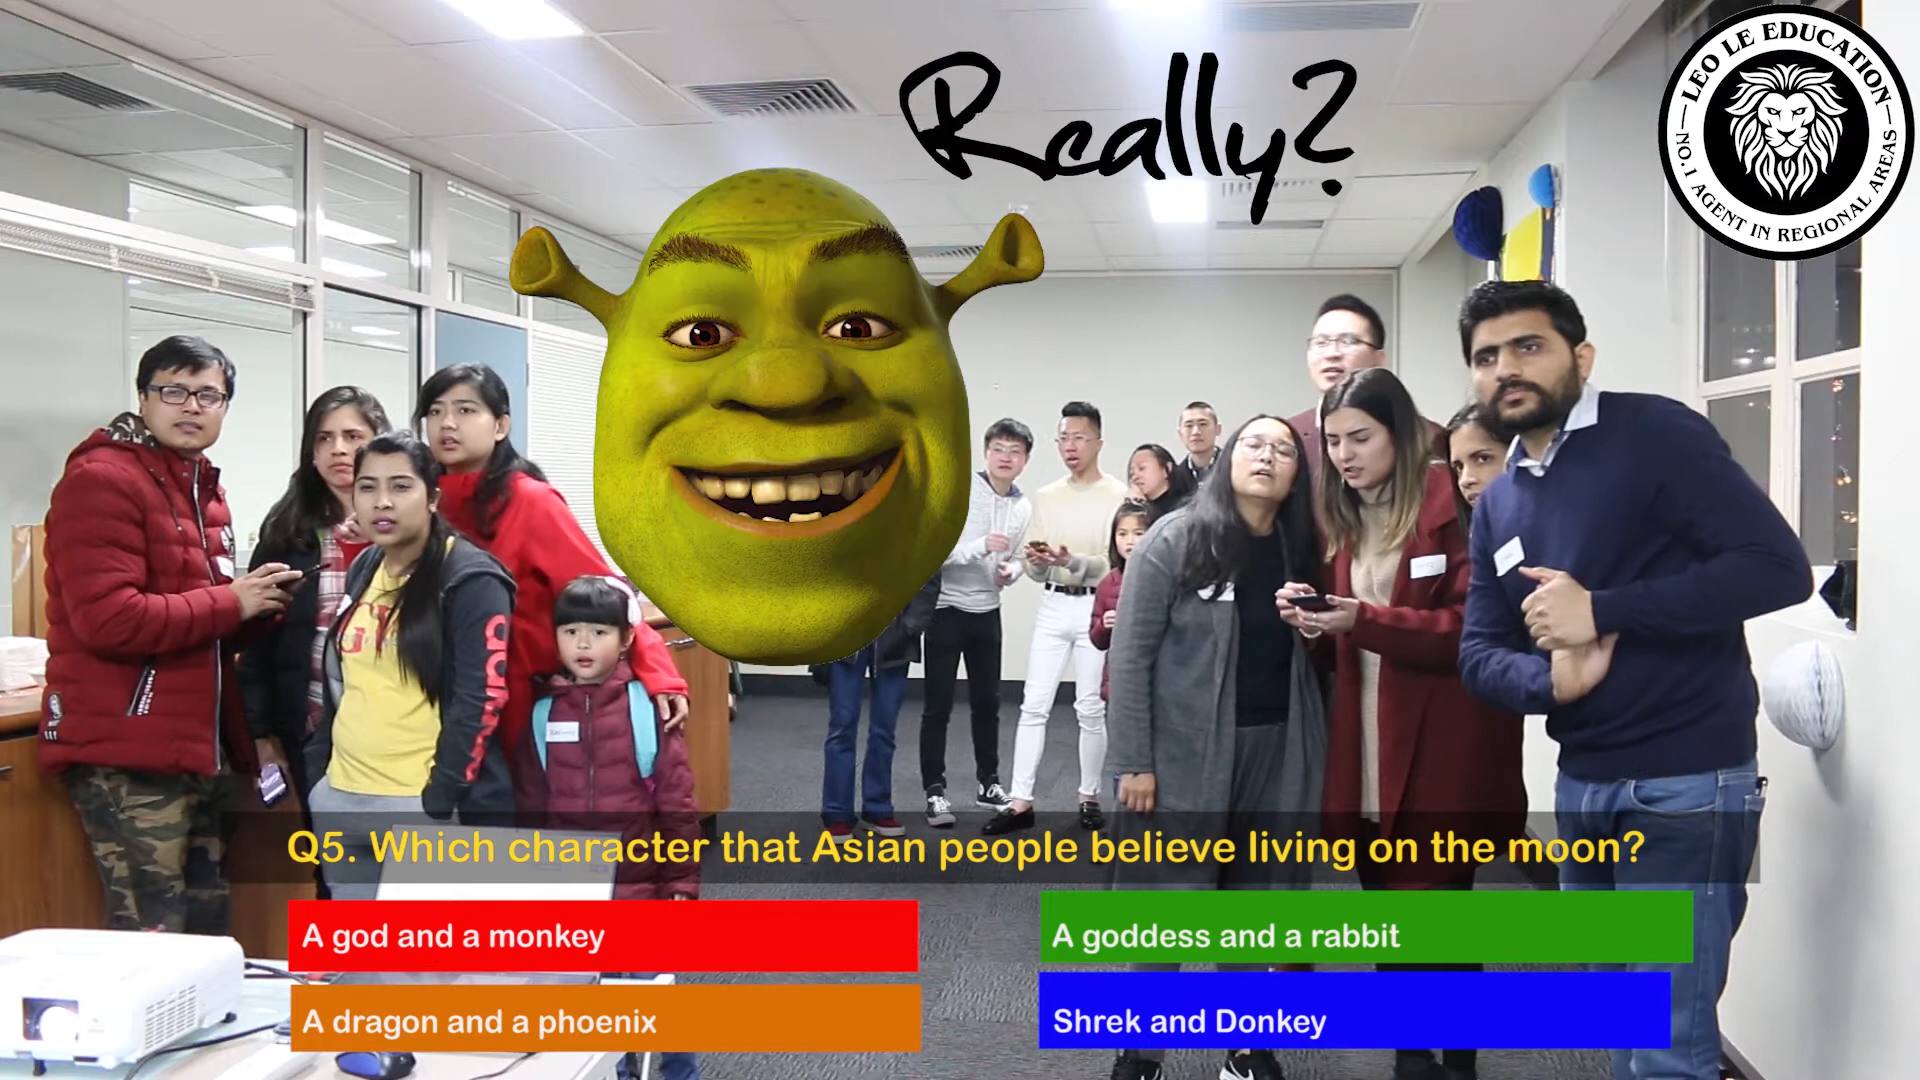 Really?
LEO LE EDUCATION
NO.1 AGENT IN REGIONAL AREAS
Q5. Which character that Asian people believe living on the moon?
A god and a monkey
A goddess and a rabbit
A dragon and a phoenix
Shrek and Donkey